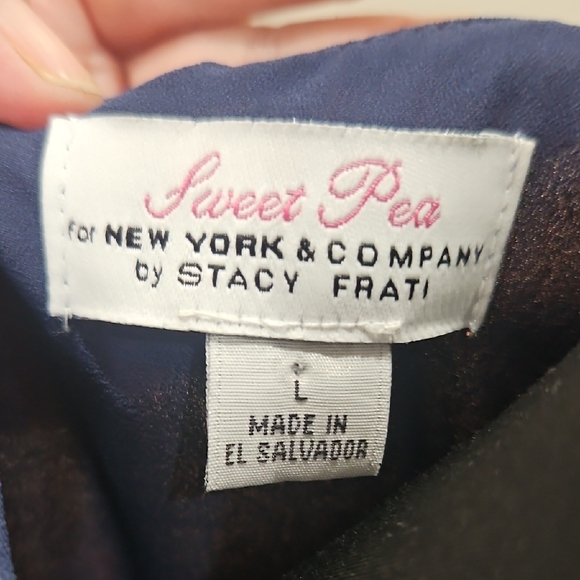 Sweet Pea
For NEW YORK & COMPANY
by STACY FRATI
L
MADE IN
EL SALVADOR